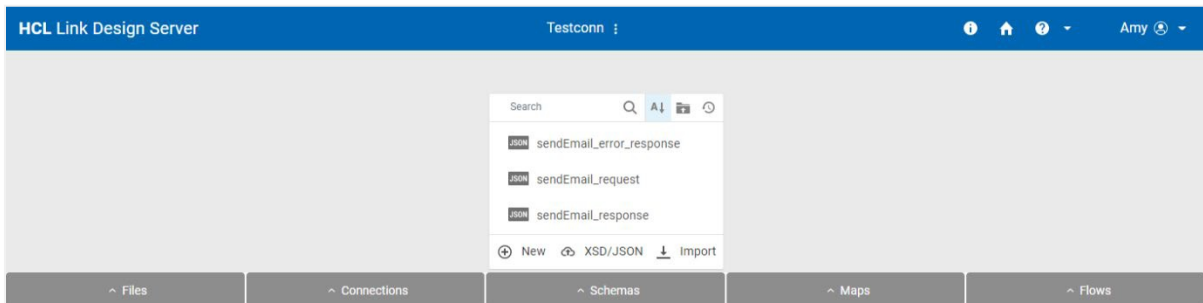 HCL Link Design Server Testconn Amy
Search
JSON sendEmail_error_response
JSON sendEmail_request
JSON sendEmail_response
New XSD/JSON Import
Files Connections Schemas Maps Flows